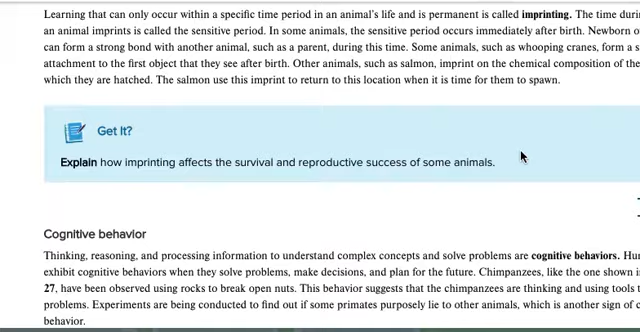 Learning that can only occur within a specific time period in an animal's life and is permanent is called imprinting. The time
an animal imprints is called the sensitive period. In some animals, the sensitive period occurs immediately after birth. Newborn
can form a strong bond with another animal, such as a parent, during this time. Some animals, such as whooping cranes, form a
attachment to the first object that they see after birth. Other animals, such as salmon, imprint on the chemical composition of the
which they are hatched. The salmon use this imprint to return to this location when it is time for them to spawn.
Get It?
Explain how imprinting affects the survival and reproductive success of some animals.
Cognitive behavior
Thinking, reasoning, and processing information to understand complex concepts and solve problems are cognitive behaviors.
exhibit cognitive behaviors when they solve problems, make decisions, and plan for the future. Chimpanzees, like the one shown
27, have been observed using rocks to break open nuts. This behavior suggests that the chimpanzees are thinking and using tools
problems. Experiments are being conducted to find out if some primates purposely lie to other animals, which is another sign of
behavior.